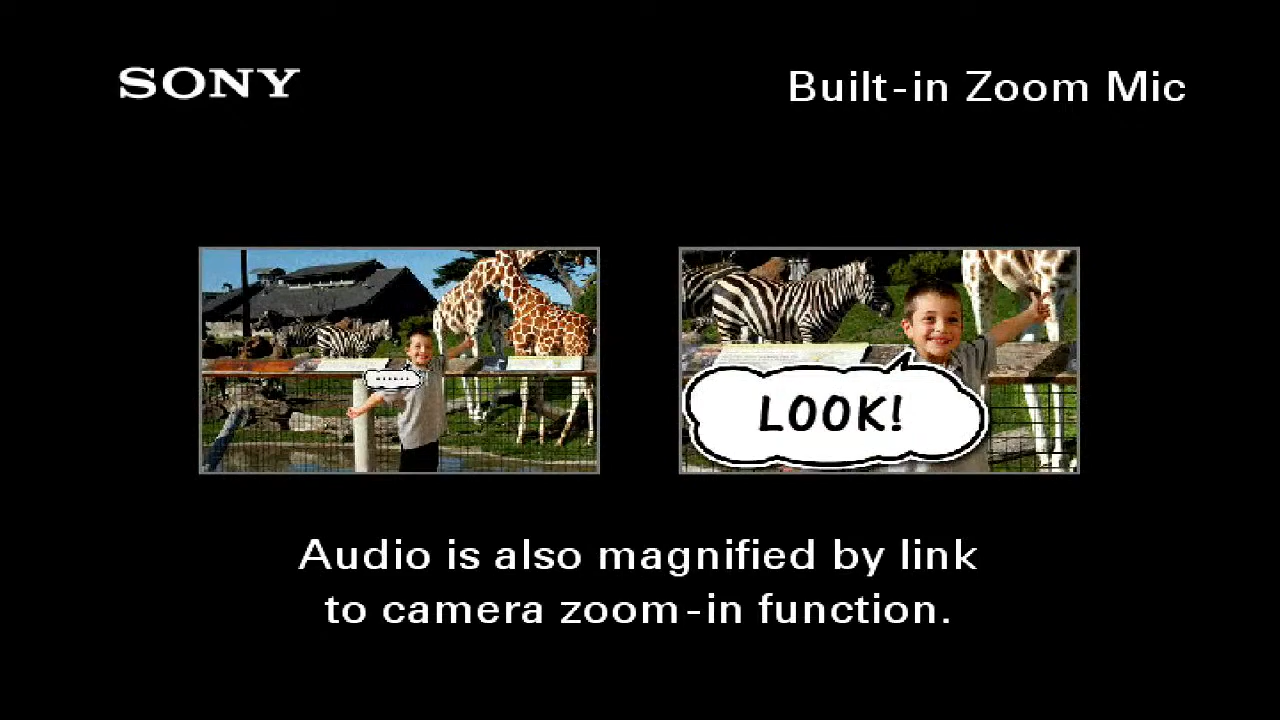 SONY
Built-in Zoom Mic
LOOK!
Audio is also magnified by link
to camera zoom-in function.